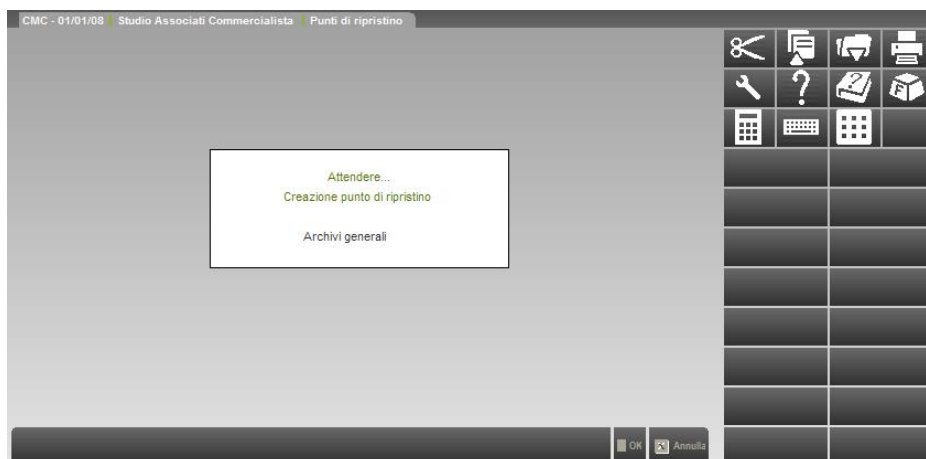 CMC - 01/01/08 Studio Associati Commercialista Punti di ripristino
Attendere...
Creazione punto di ripristino
Archivi generali
OK Annulla